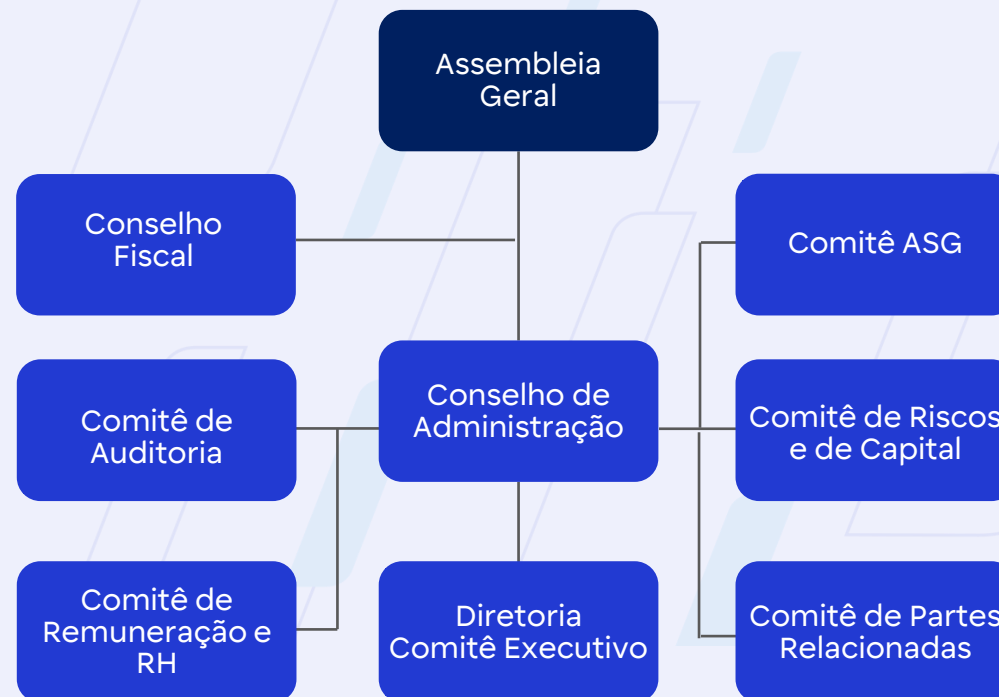 Assembleia
Geral
Conselho
Fiscal
Comitê ASG
Comitê de
Auditoria
Conselho de
Administração
Comitê de Riscos
e de Capital
Comitê de
Remuneração e
RH
Diretoria
Comitê Executivo
Comitê de Partes
Relacionadas